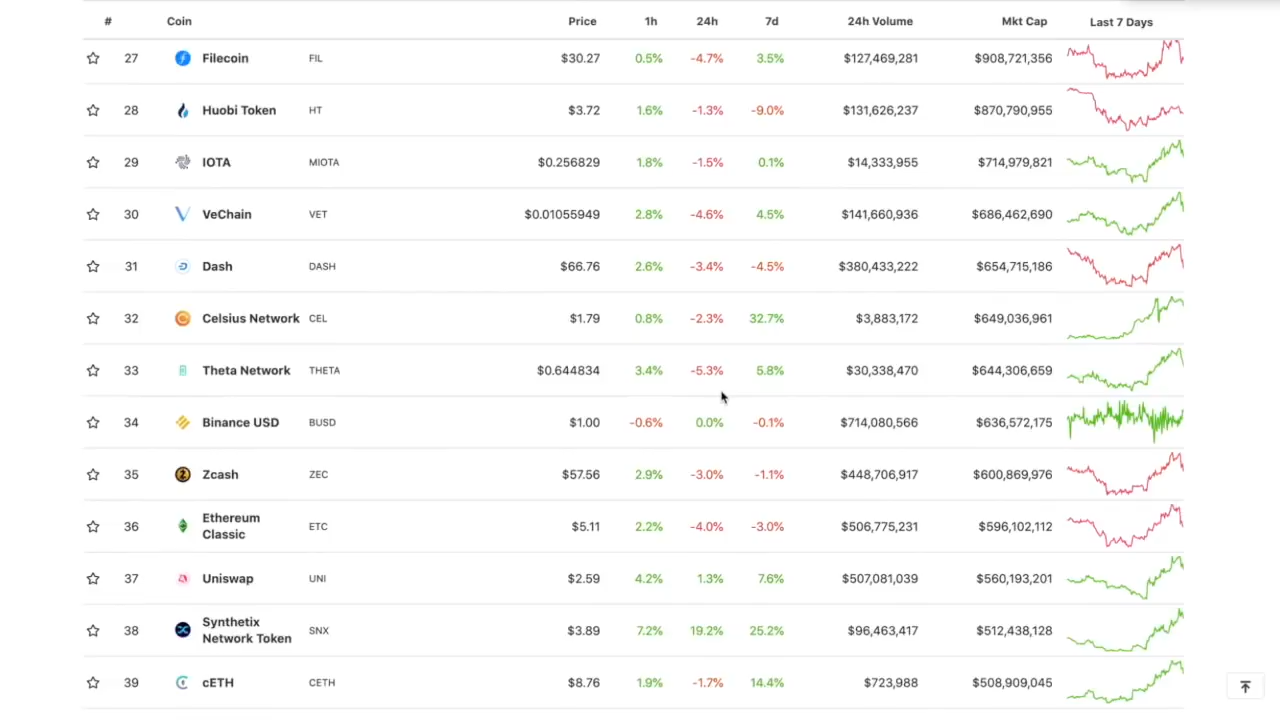 # Coin Price 1h 24h 7d 24h Volume Mkt Cap Last 7 Days
27 Filecoin FIL $30.27 0.5% -4.7% 3.5% $127,469,281 $908,721,356
28 Huobi Token HT $3.72 1.6% -1.3% -9.0% $131,626,237 $870,790,955
29 IOTA MIOTA $0.256829 1.8% -1.5% 0.1% $14,333,955 $714,979,821
30 VeChain VET $0.01055949 2.8% -4.6% 4.5% $141,660,936 $686,462,690
31 Dash DASH $66.76 2.6% -3.4% -4.5% $380,433,222 $654,715,186
32 Celsius Network CEL $1.79 0.8% -2.3% 32.7% $3,883,172 $649,036,961
33 Theta Network THETA $0.644834 3.4% -5.3% 5.8% $30,338,470 $644,306,659
34 Binance USD BUSD $1.00 -0.6% 0.0% -0.1% $714,080,566 $636,572,175
35 Zcash ZEC $57.56 2.9% -3.0% -1.1% $448,706,917 $600,869,976
36 Ethereum Classic ETC $5.11 2.2% -4.0% -3.0% $506,775,231 $596,102,112
37 Uniswap UNI $2.59 4.2% 1.3% 7.6% $507,081,039 $560,193,201
38 Synthetix Network Token SNX $3.89 7.2% 19.2% 25.2% $96,463,417 $512,438,128
39 cETH CETH $8.76 1.9% -1.7% 14.4% $723,988 $508,909,045